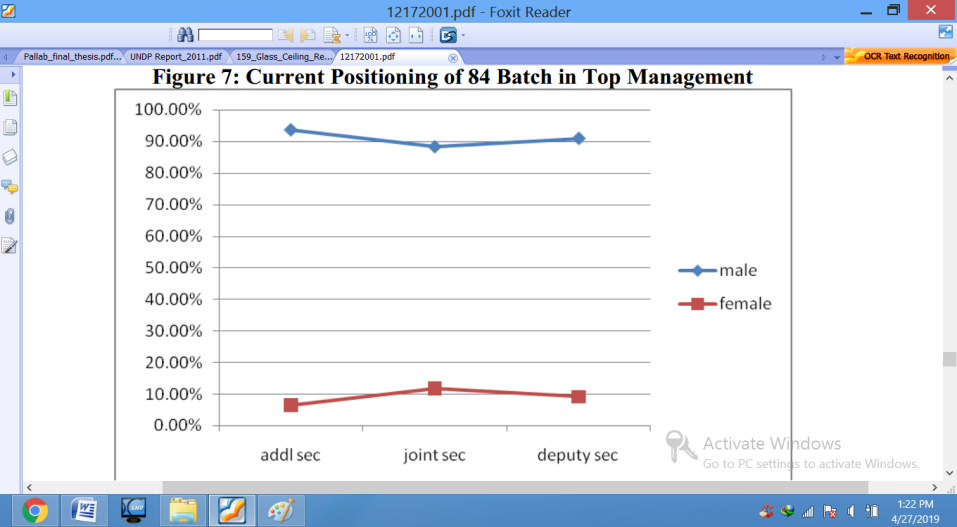 12172001.pdf - Foxit Reader
Pallab_final_thesis.pdf... UNDP Report_2011.pdf 159_Glass_Ceiling_Re... 12172001.pdf
OCR Text Recognition
Figure 7: Current Positioning of 84 Batch in Top Management
100.00%
90.00%
80.00%
70.00%
60.00%
50.00%
40.00%
30.00%
20.00%
10.00%
0.00%
addl sec joint sec deputy sec
male
female
Activate Windows
Go to PC settings to activate Windows.
1:22 PM
4/27/2019